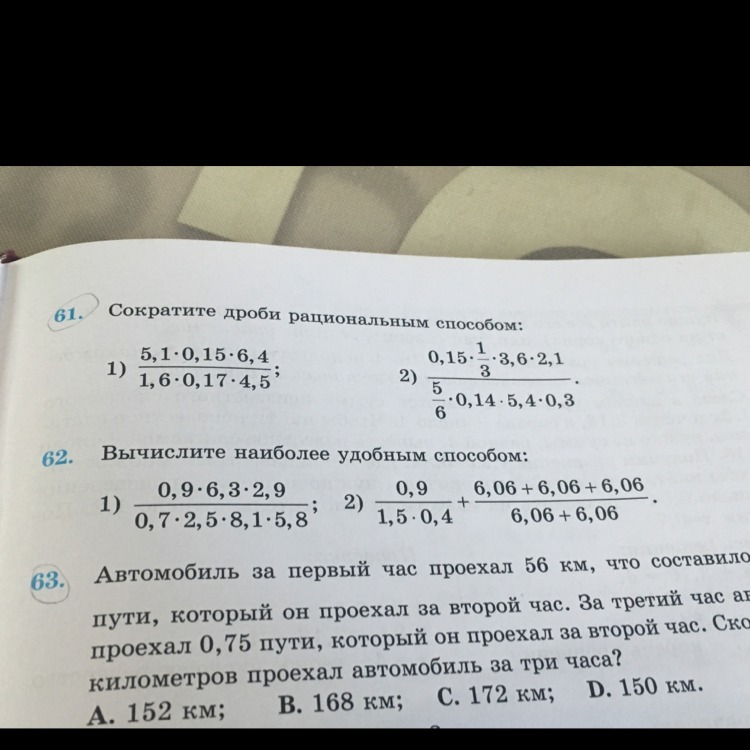 61. Сократите дроби рациональным способом:
1) 5,1·0,15·6,4 / 1,6·0,17·4,5; 2) 0,15·1/3·3,6·2,1 / 5/6·0,14·5,4·0,3.
62. Вычислите наиболее удобным способом:
1) 0,9·6,3·2,9 / 0,7·2,5·8,1·5,8; 2) 0,9 / 1,5·0,4 + 6,06+6,06+6,06 / 6,06+6,06.
63. Автомобиль за первый час проехал 56 км, что составило
пути, который он проехал за второй час. За третий час
проехал 0,75 пути, который он проехал за второй час.
километров проехал автомобиль за три часа?
A. 152 км; B. 168 км; C. 172 км; D. 150 км.